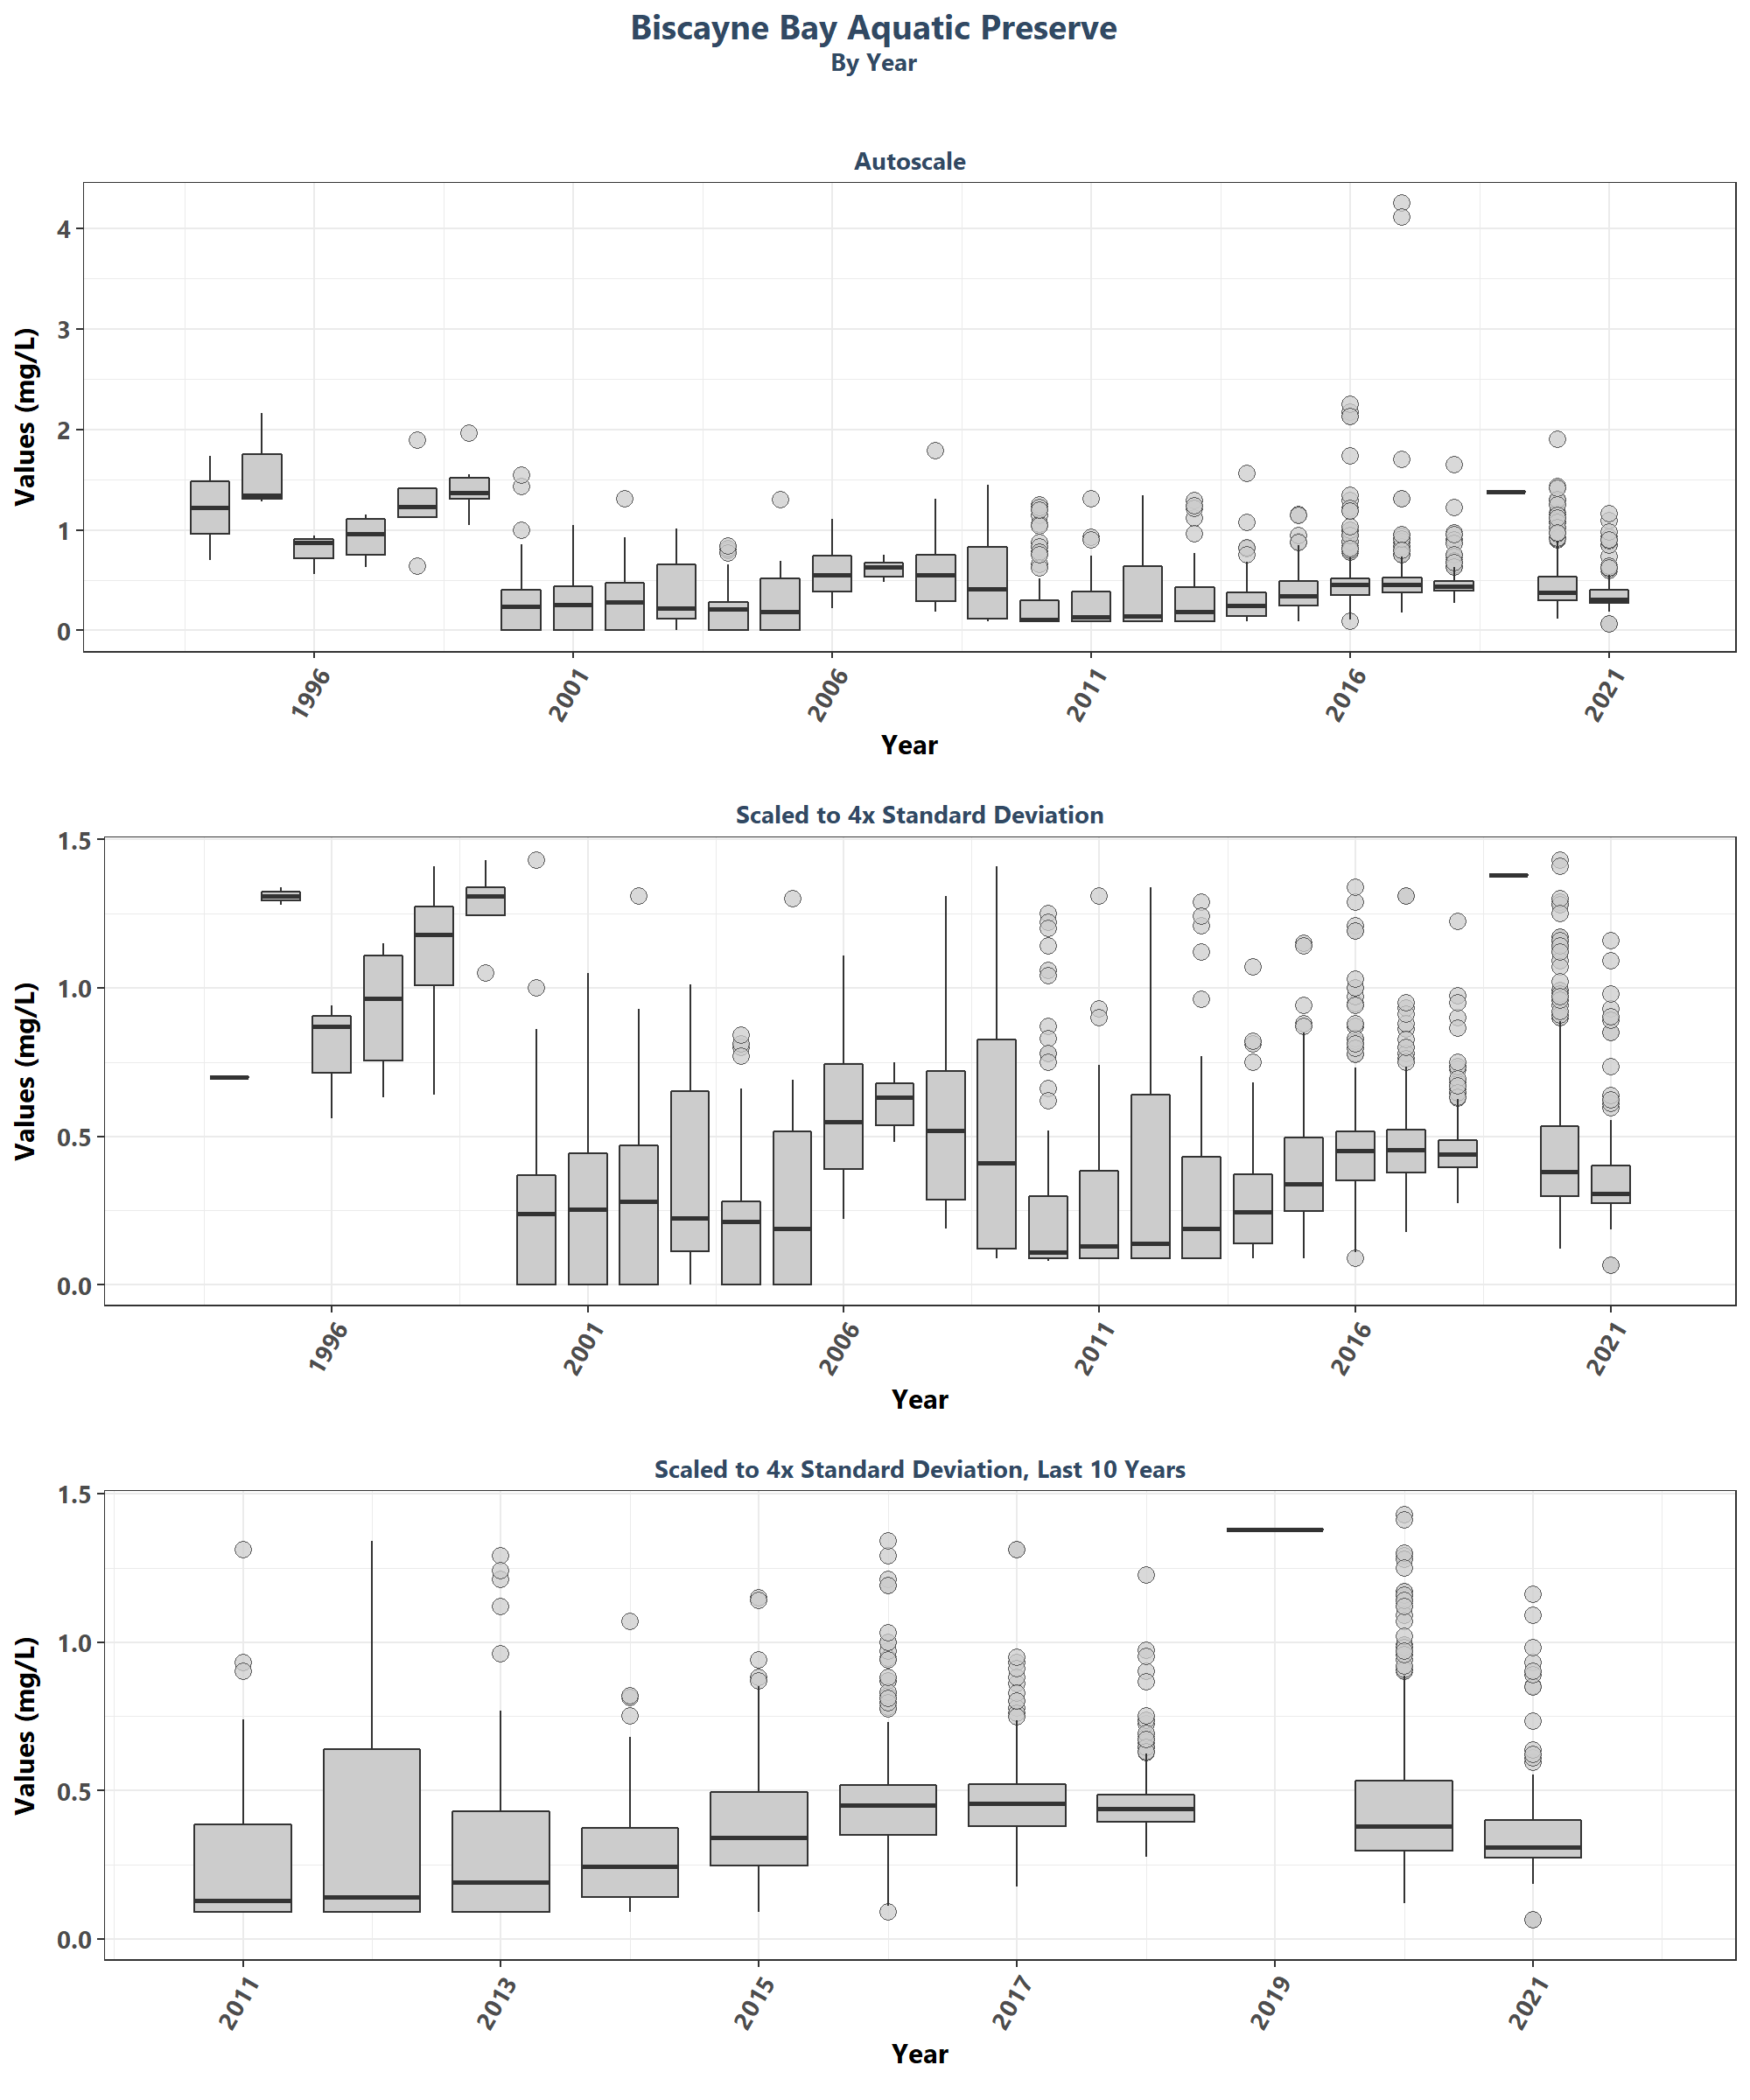 Biscayne Bay Aquatic Preserve
By Year
Autoscale
Values (mg/L)
4
3
2
1
0
1996
2001
2006
2011
2016
2021
Year
Scaled to 4x Standard Deviation
Values (mg/L)
1.5
1.0
0.5
0.0
1996
2001
2006
2011
2016
2021
Year
Scaled to 4x Standard Deviation, Last 10 Years
Values (mg/L)
1.5
1.0
0.5
0.0
2011
2013
2015
2017
2019
2021
Year